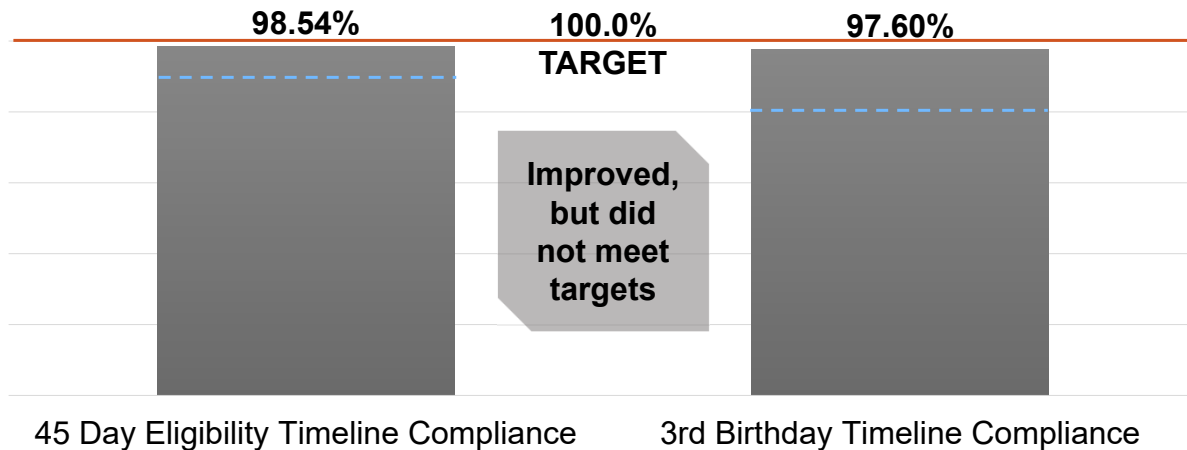 98.54%
100.0%
97.60%
TARGET
Improved,
but did
not meet
targets
45 Day Eligibility Timeline Compliance
3rd Birthday Timeline Compliance